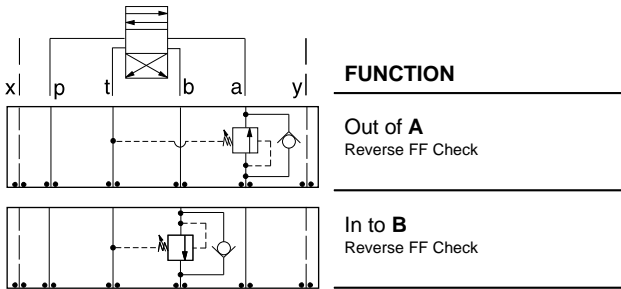 x p t b a y
FUNCTION
Out of A
Reverse FF Check
In to B
Reverse FF Check